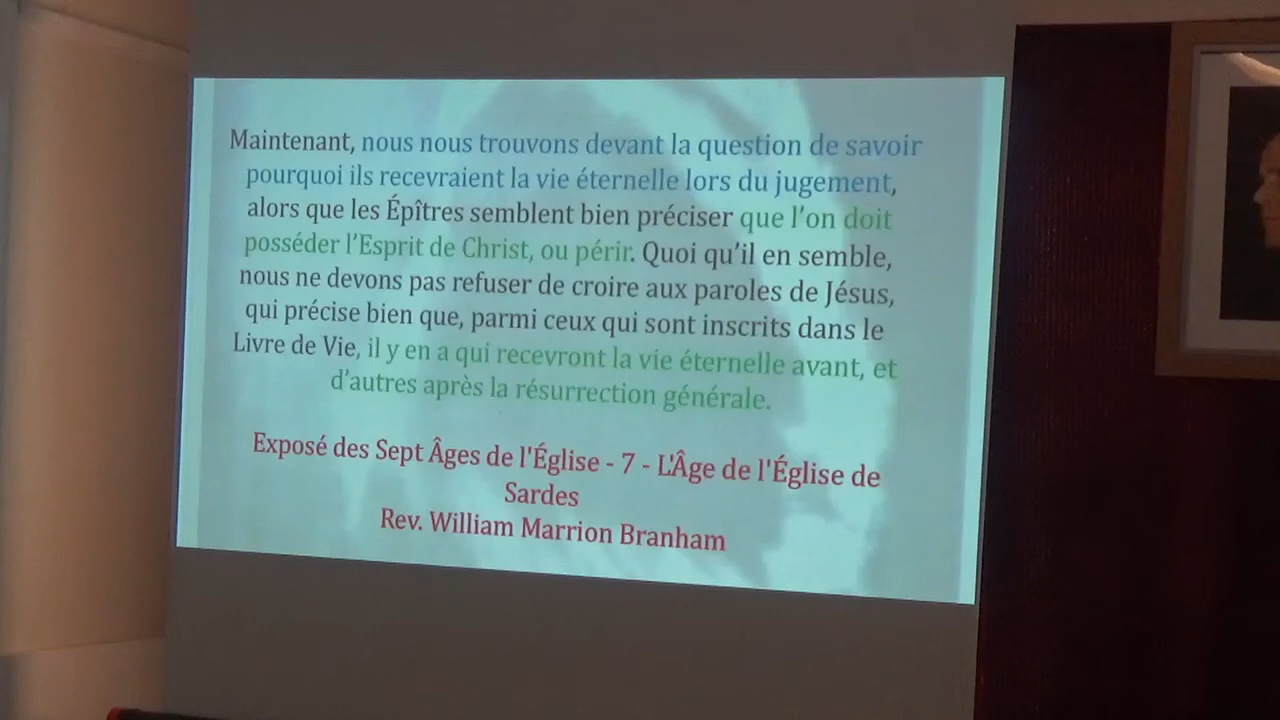 Maintenant, nous nous trouvons devant la question de savoir
pourquoi ils recevraient la vie éternelle lors du jugement,
alors que les Épîtres semblent bien préciser que l'on doit
posséder l'Esprit de Christ, ou périr. Quoi qu'il en semble,
nous ne devons pas refuser de croire aux paroles de Jésus,
qui précise bien que, parmi ceux qui sont inscrits dans le
Livre de Vie, il y en a qui recevront la vie éternelle avant, et
d'autres après la résurrection générale.
Exposé des Sept Âges de l'Église - 7 - L'Âge de l'Église de
Sardes
Rev. William Marrion Branham